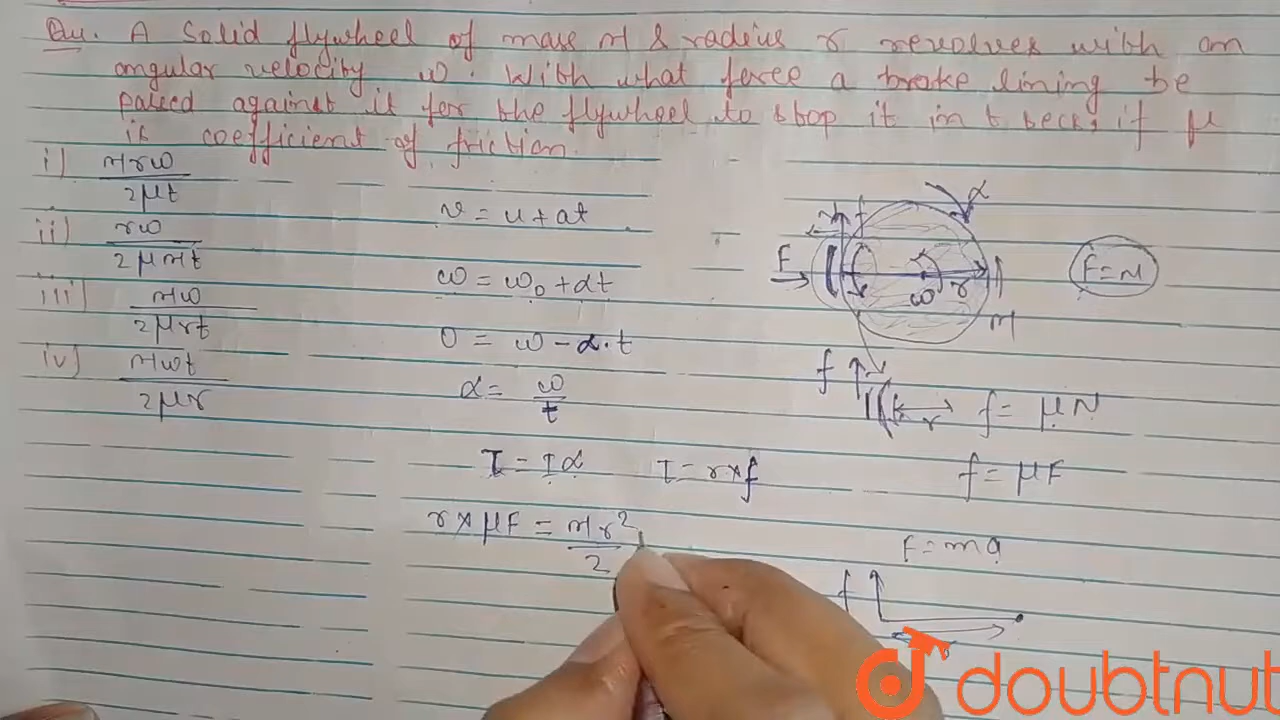 Qu. A Solid flywheel of mass M & radius r revolves with an
angular velocity ω. With what force a brake lining be
paleed against it for the flywheel to stop it in t secs. if μ
is coefficient of friction.
i) Mrω/2μt
ii) rω/2μMt
iii) Mω/2μrt
iv) Mωt/2μr
v = u + at
ω = ω₀ + αt
0 = ω - α.t
α = ω/t
τ = Iα τ = r×f
r × μF = Mr²/2
α
N f
F
ω r
M
F = N
f
r f = μN
f = μF
F = ma
f
doubtnut